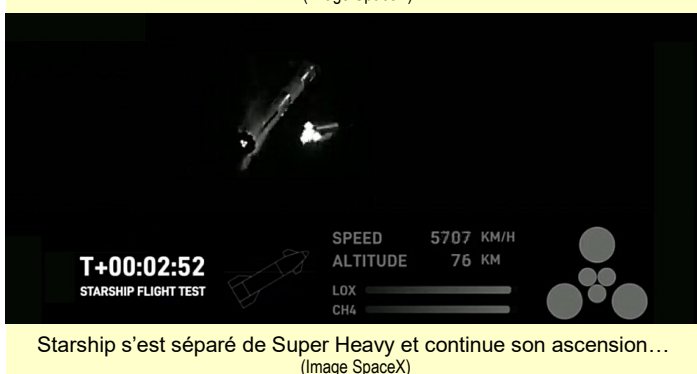 T+00:02:52
STARSHIP FLIGHT TEST
SPEED 5707 KM/H
ALTITUDE 76 KM
LOX
CH4
Starship s’est séparé de Super Heavy et continue son ascension…
(Image SpaceX)